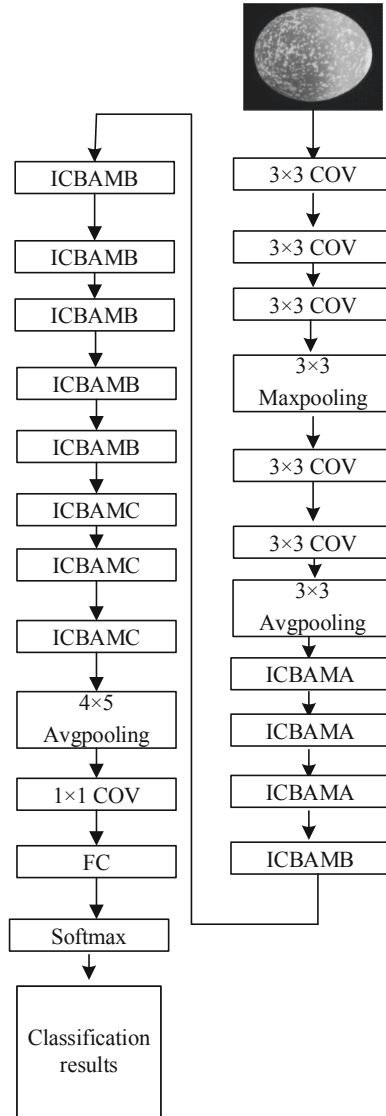 3×3 COV
3×3 COV
3×3 COV
3×3
Maxpooling
3×3 COV
3×3 COV
3×3
Avgpooling
ICBAMA
ICBAMA
ICBAMA
ICBAMB
ICBAMB
ICBAMB
ICBAMB
ICBAMB
ICBAMB
ICBAMC
ICBAMC
ICBAMC
4×5
Avgpooling
1×1 COV
FC
Softmax
Classification
results